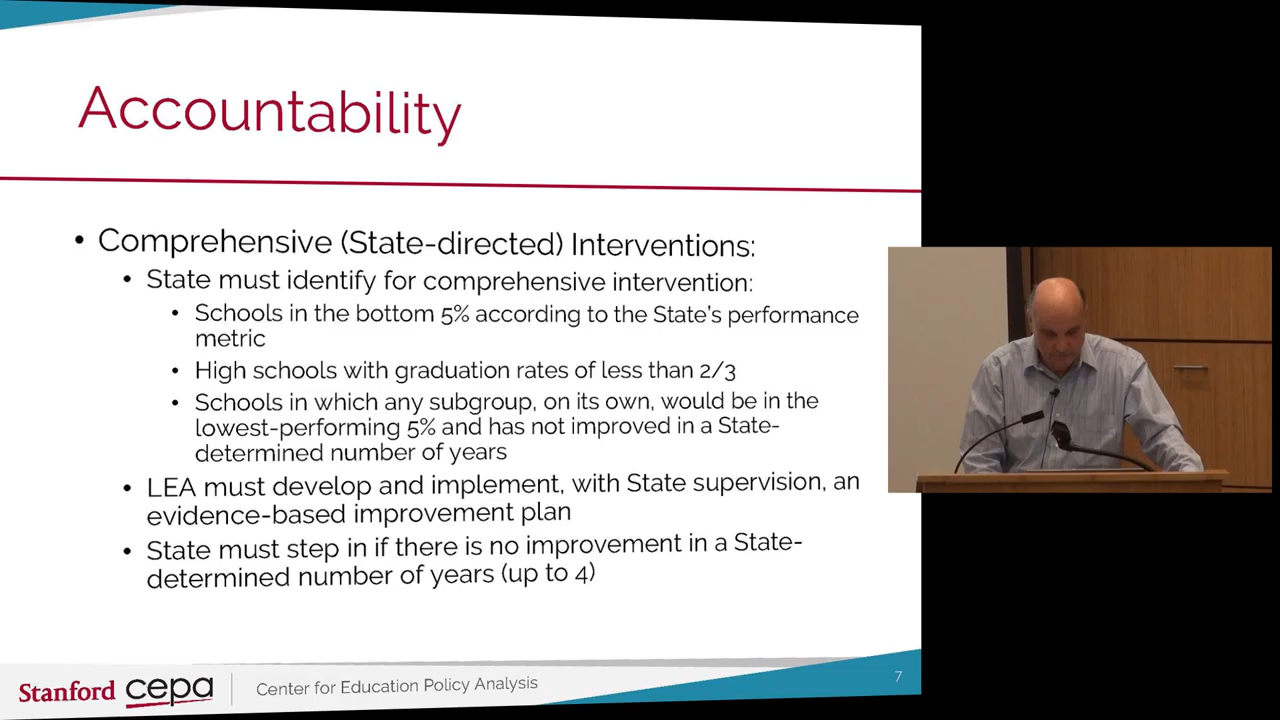 Accountability
• Comprehensive (State-directed) Interventions:
• State must identify for comprehensive intervention:
• Schools in the bottom 5% according to the State's performance
metric
• High schools with graduation rates of less than 2/3
• Schools in which any subgroup, on its own, would be in the
lowest-performing 5% and has not improved in a State-
determined number of years
• LEA must develop and implement, with State supervision, an
evidence-based improvement plan
• State must step in if there is no improvement in a State-
determined number of years (up to 4)
Stanford cepa
Center for Education Policy Analysis
7